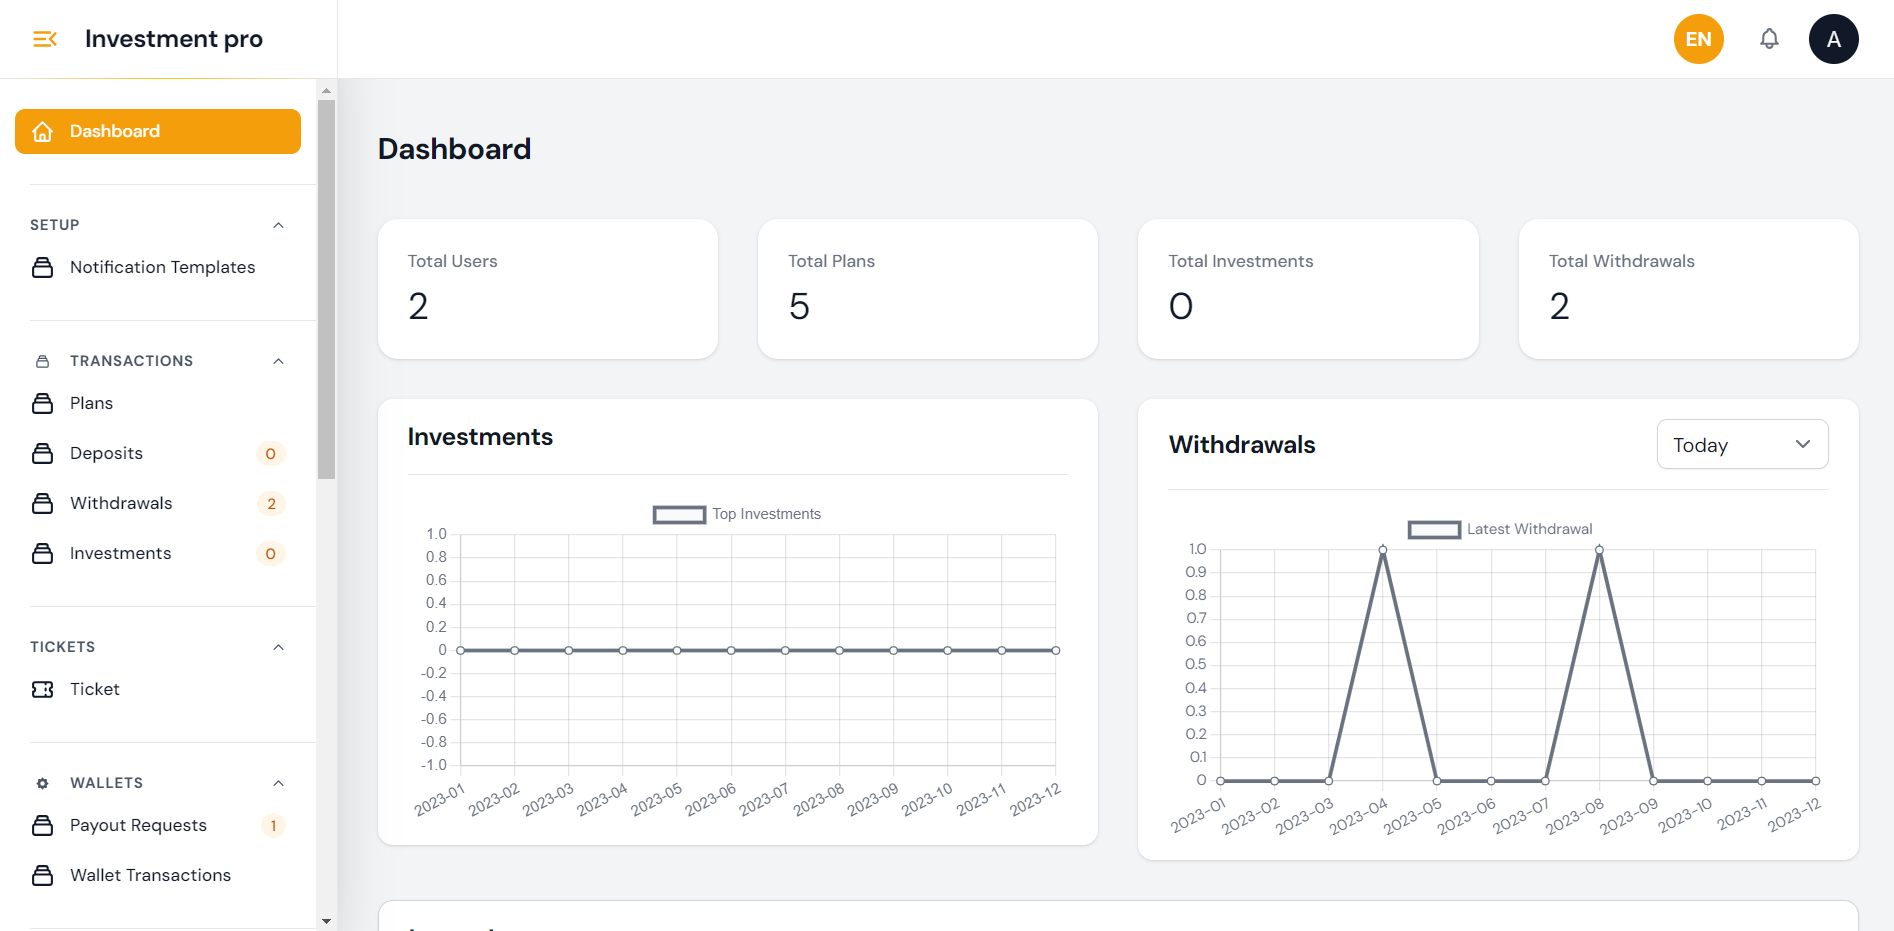 Investment pro
EN
A
Dashboard
SETUP
Notification Templates
TRANSACTIONS
Plans
Deposits 0
Withdrawals 2
Investments 0
TICKETS
Ticket
WALLETS
Payout Requests 1
Wallet Transactions
Dashboard
Total Users
2
Total Plans
5
Total Investments
0
Total Withdrawals
2
Investments
Top Investments
1.0
0.8
0.6
0.4
0.2
0
-0.2
-0.4
-0.6
-0.8
-1.0
2023-01 2023-02 2023-03 2023-04 2023-05 2023-06 2023-07 2023-08 2023-09 2023-10 2023-11 2023-12
Withdrawals
Today
Latest Withdrawal
1.0
0.9
0.8
0.7
0.6
0.5
0.4
0.3
0.2
0.1
0
2023-01 2023-02 2023-03 2023-04 2023-05 2023-06 2023-07 2023-08 2023-09 2023-10 2023-11 2023-12